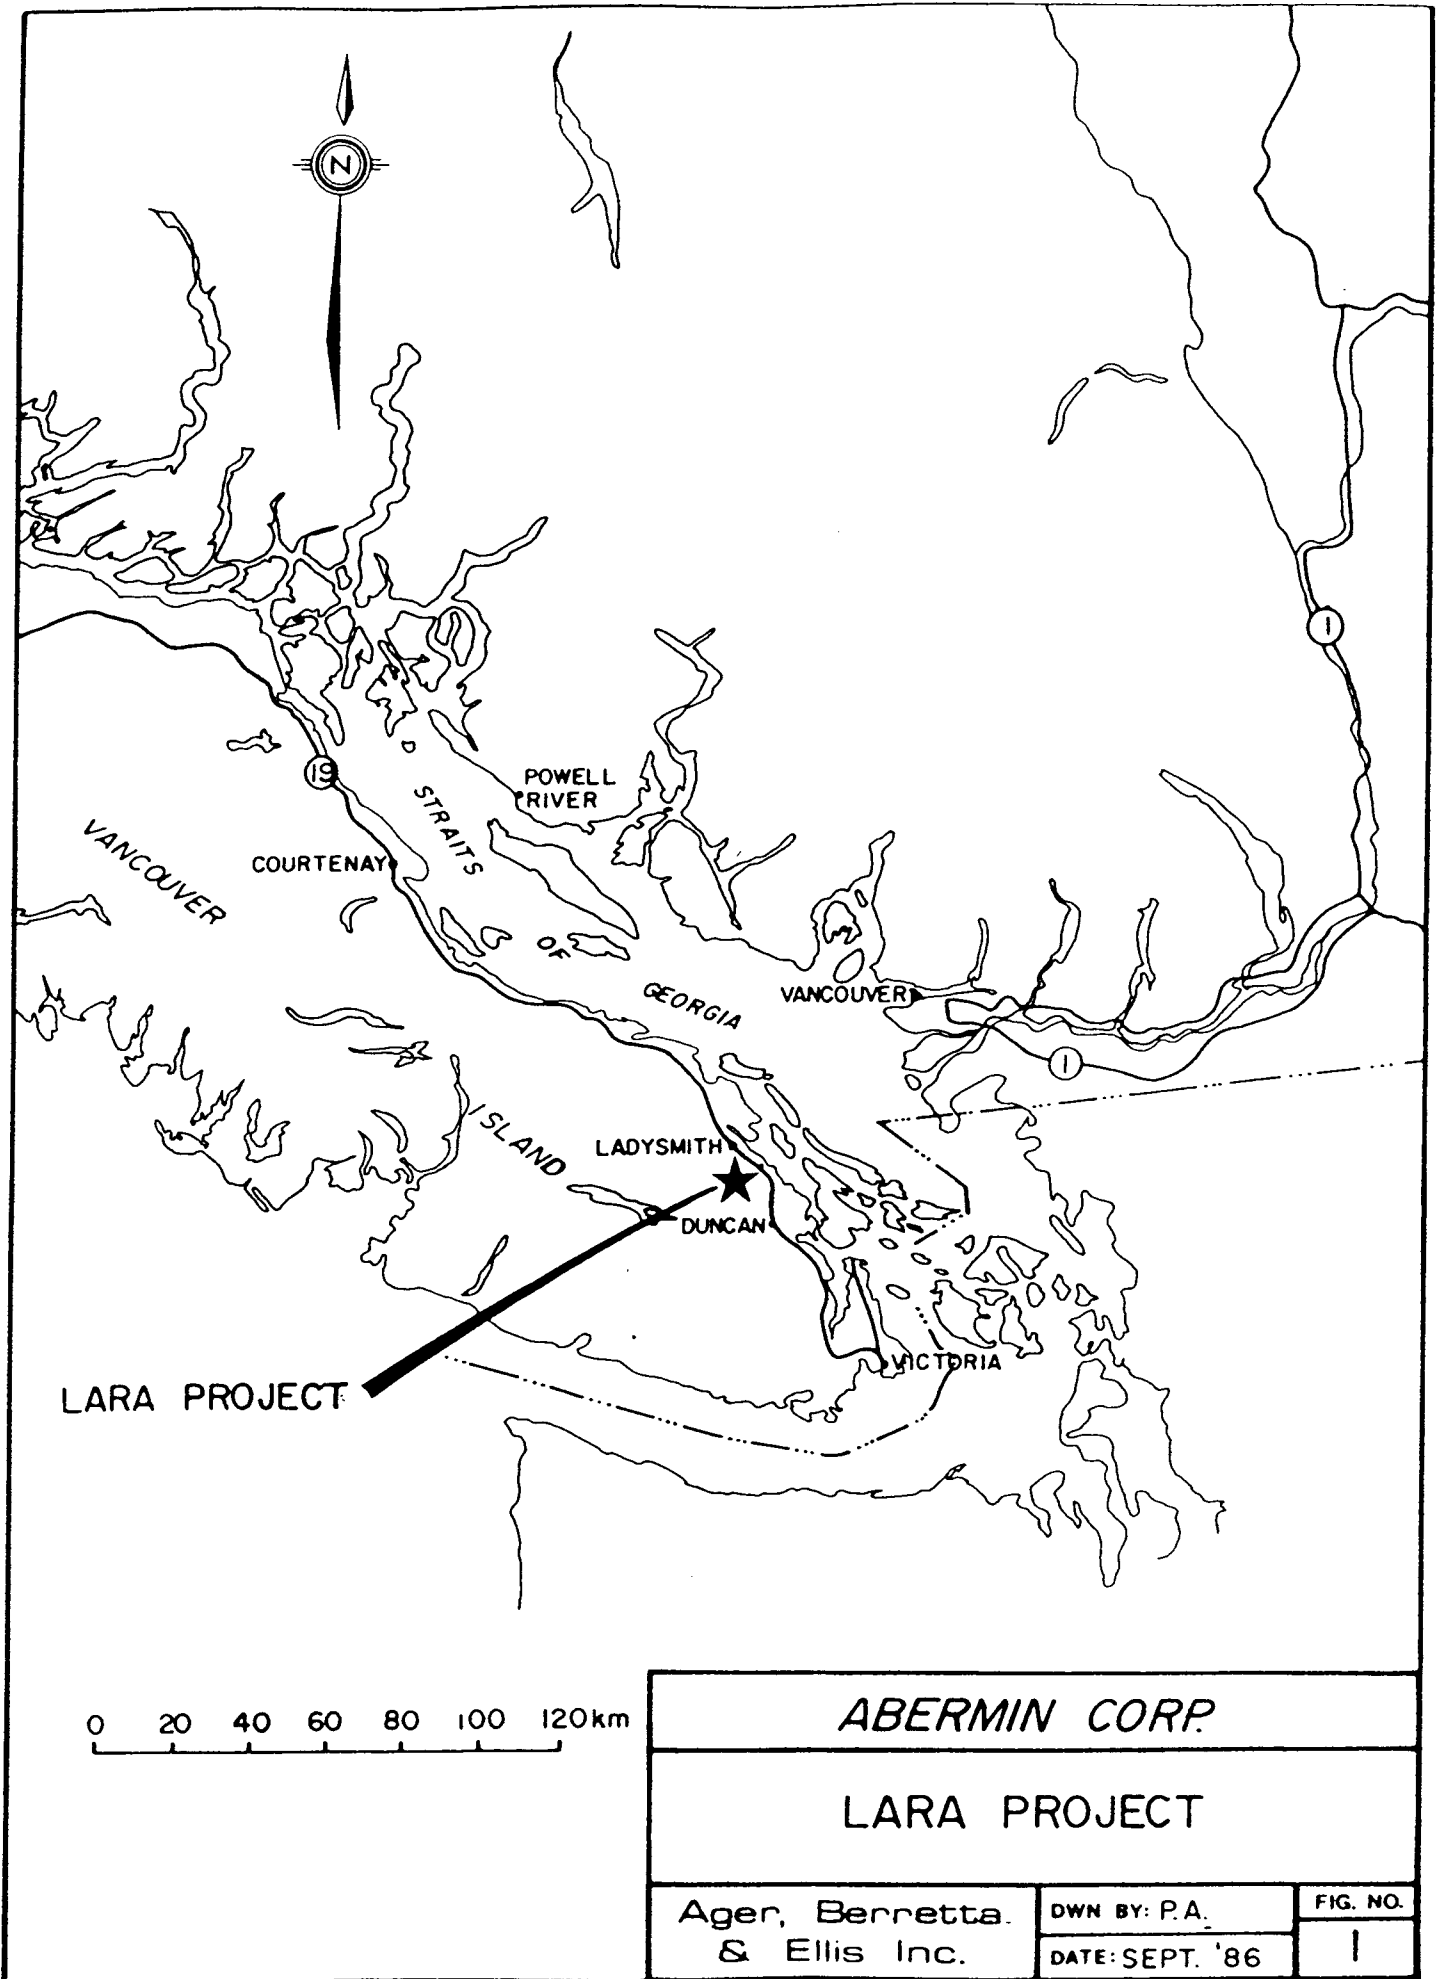 N
1
19
POWELL
RIVER
STRAITS
VANCOUVER
COURTENAY
OF
GEORGIA
VANCOUVER
1
ISLAND
LADYSMITH
DUNCAN
VICTORIA
LARA PROJECT
0 20 40 60 80 100 120km
ABERMIN CORP.
LARA PROJECT
Ager, Berretta
& Ellis Inc.
DWN BY: P.A.
DATE: SEPT. '86
FIG. NO.
1